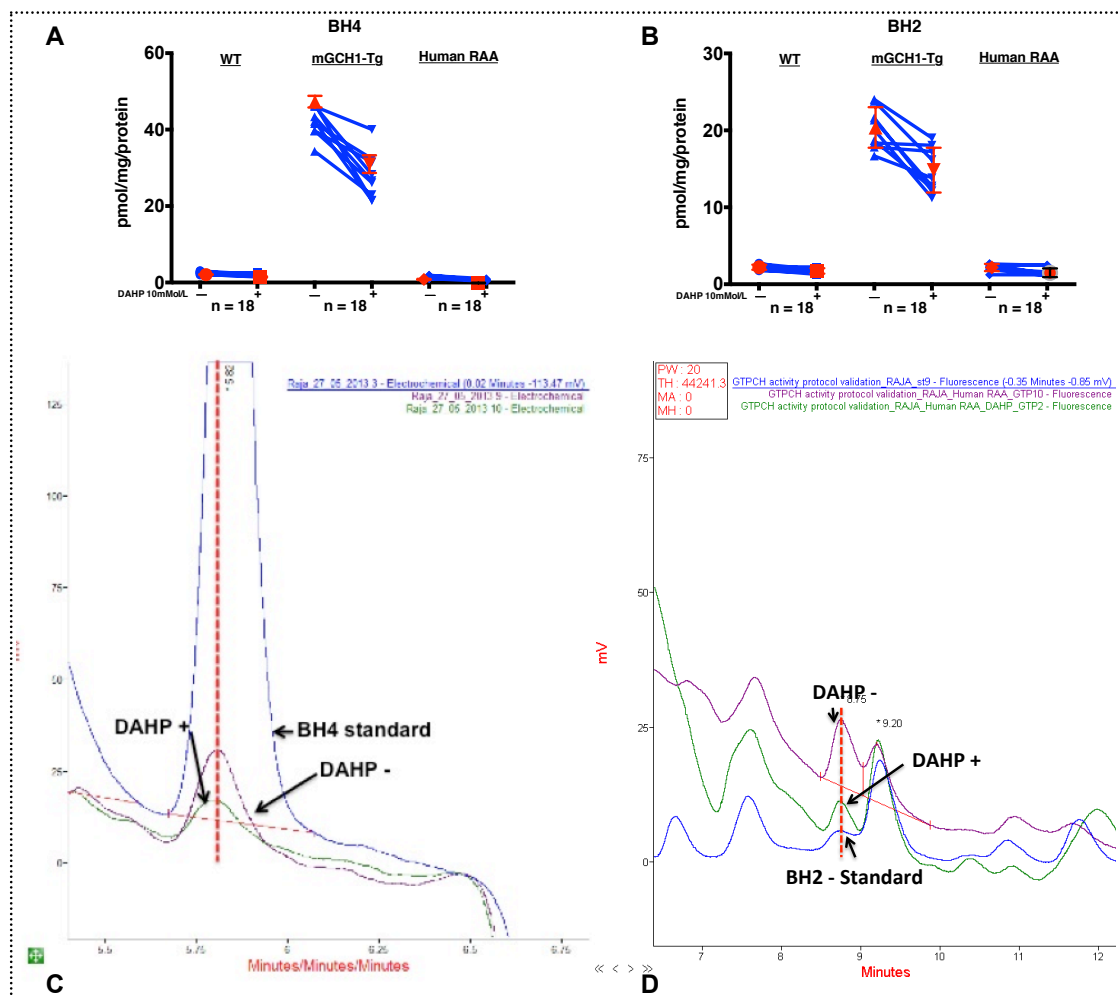 A
BH4
60
40
20
0
pmol/mg/protein
WT
mGCH1-Tg
Human RAA
DAHP 10mMol/L
— + — + — +
n = 18
n = 18
n = 18
B
BH2
30
20
10
0
pmol/mg/protein
WT
mGCH1-Tg
Human RAA
DAHP 10mMol/L
— + — + — +
n = 18
n = 18
n = 18
Raja_27_05_2013 3 - Electrochemical (0.02 Minutes -113.47 mV)
Raja_27_05_2013 9 - Electrochemical
Raja_27_05_2013 10 - Electrochemical
* 5.82
125
100
75
50
25
0
DAHP +
BH4 standard
DAHP -
5.5 5.75 6 6.25 6.5 6.75
Minutes/Minutes/Minutes
C
PW : 20
TH : 44241.3
MA : 0
MH : 0
GTPCH activity protocol validation_RAJA_st9 - Fluorescence (-0.35 Minutes -0.85 mV)
GTPCH activity protocol validation_RAJA_Human RAA_GTP10 - Fluorescence
GTPCH activity protocol validation_RAJA_Human RAA_DAHP_GTP2 - Fluorescence
75
50
25
0
mV
DAHP -
* 9.20
DAHP +
BH2 - Standard
7 8 9 10 11 12
Minutes
« < > »
D